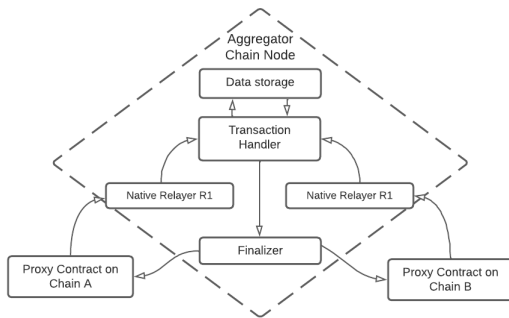 Aggregator
Chain Node
Data storage
Transaction
Handler
Native Relayer R1
Native Relayer R1
Finalizer
Proxy Contract on
Chain A
Proxy Contract on
Chain B